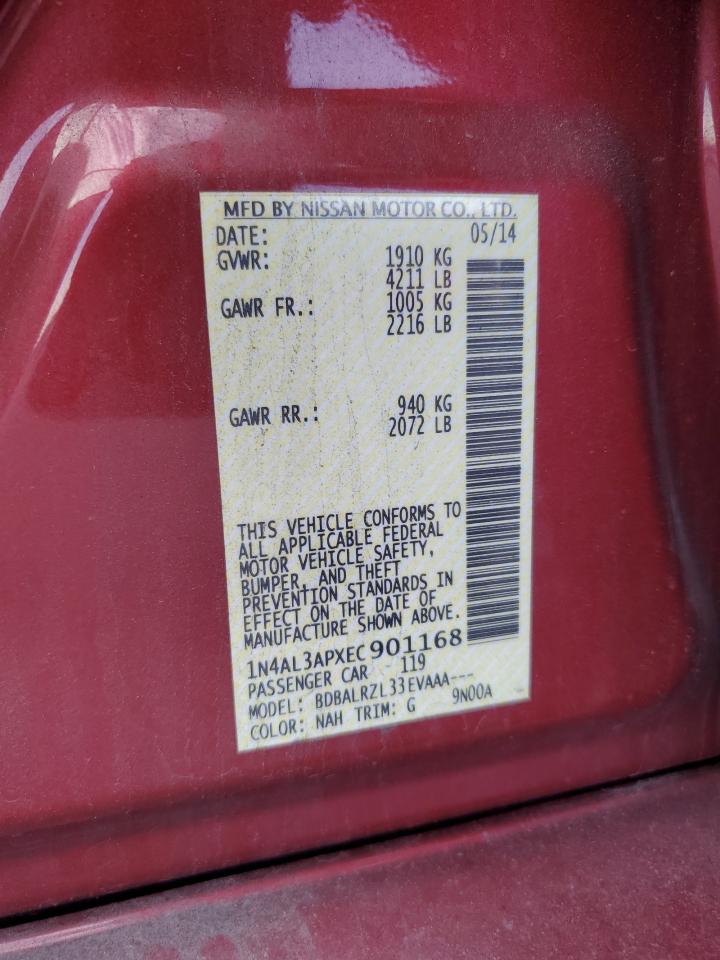 MFD BY NISSAN MOTOR CO., LTD.
DATE: 05/14
GVWR: 1910 KG
4211 LB
GAWR FR.: 1005 KG
2216 LB
GAWR RR.: 940 KG
2072 LB
THIS VEHICLE CONFORMS TO
ALL APPLICABLE FEDERAL
MOTOR VEHICLE SAFETY,
BUMPER, AND THEFT
PREVENTION STANDARDS IN
EFFECT ON THE DATE OF
MANUFACTURE SHOWN ABOVE.
1N4AL3APXEC901168
PASSENGER CAR 119
MODEL: BDBALRZL33EVAAA---
COLOR: NAH TRIM: G 9N00A